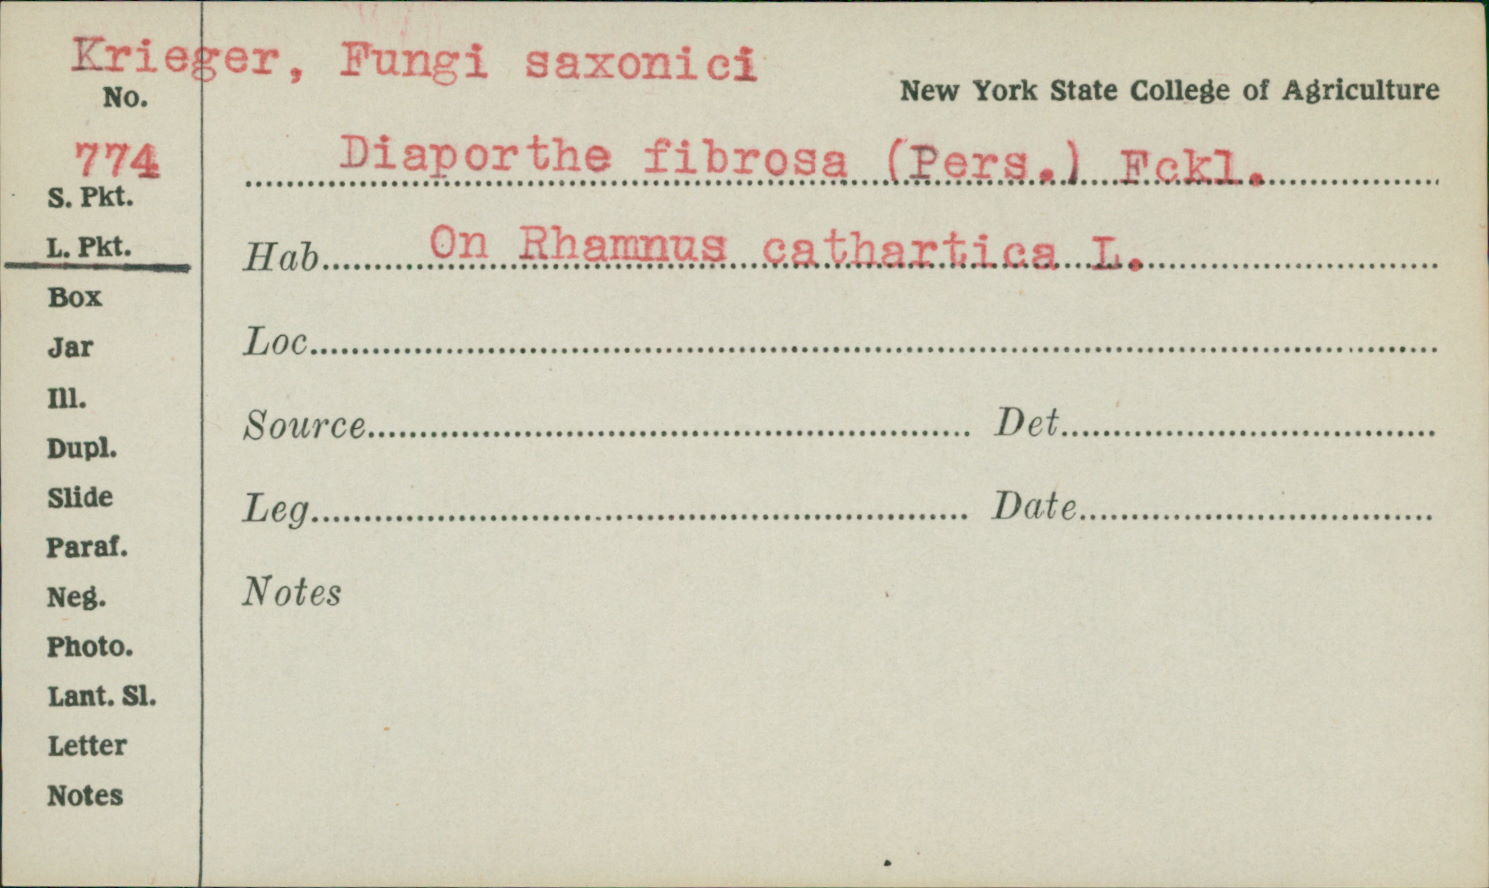 Krieger, Fungi saxonici
No.
New York State College of Agriculture
774
Diaporthe fibrosa (Pers.) Fckl.
S. Pkt.
L. Pkt.
Hab. On Rhamnus cathartica L.
Box
Jar
Loc.
Ill.
Source
Det.
Dupl.
Slide
Leg.
Date
Paraf.
Neg.
Notes
Photo.
Lant. Sl.
Letter
Notes